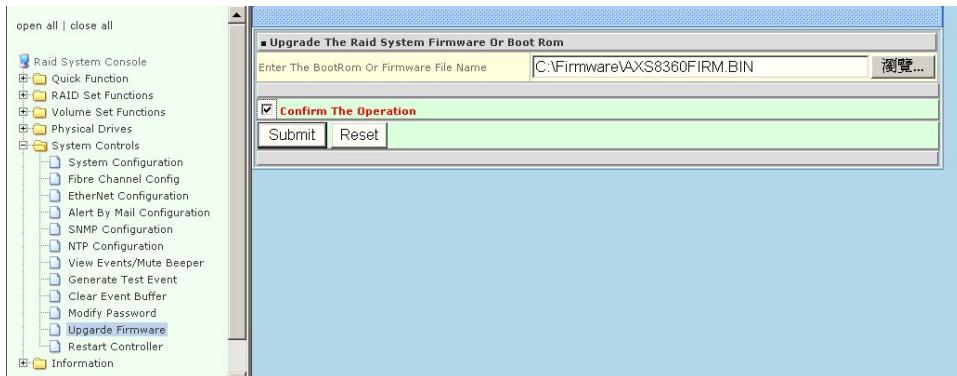 open all | close all
Raid System Console
Quick Function
RAID Set Functions
Volume Set Functions
Physical Drives
System Controls
System Configuration
Fibre Channel Config
EtherNet Configuration
Alert By Mail Configuration
SNMP Configuration
NTP Configuration
View Events/Mute Beeper
Generate Test Event
Clear Event Buffer
Modify Password
Upgarde Firmware
Restart Controller
Information
Upgrade The Raid System Firmware Or Boot Rom
Enter The BootRom Or Firmware File Name C:\Firmware\AXS8360FIRM.BIN 瀏覽...
Confirm The Operation
Submit Reset